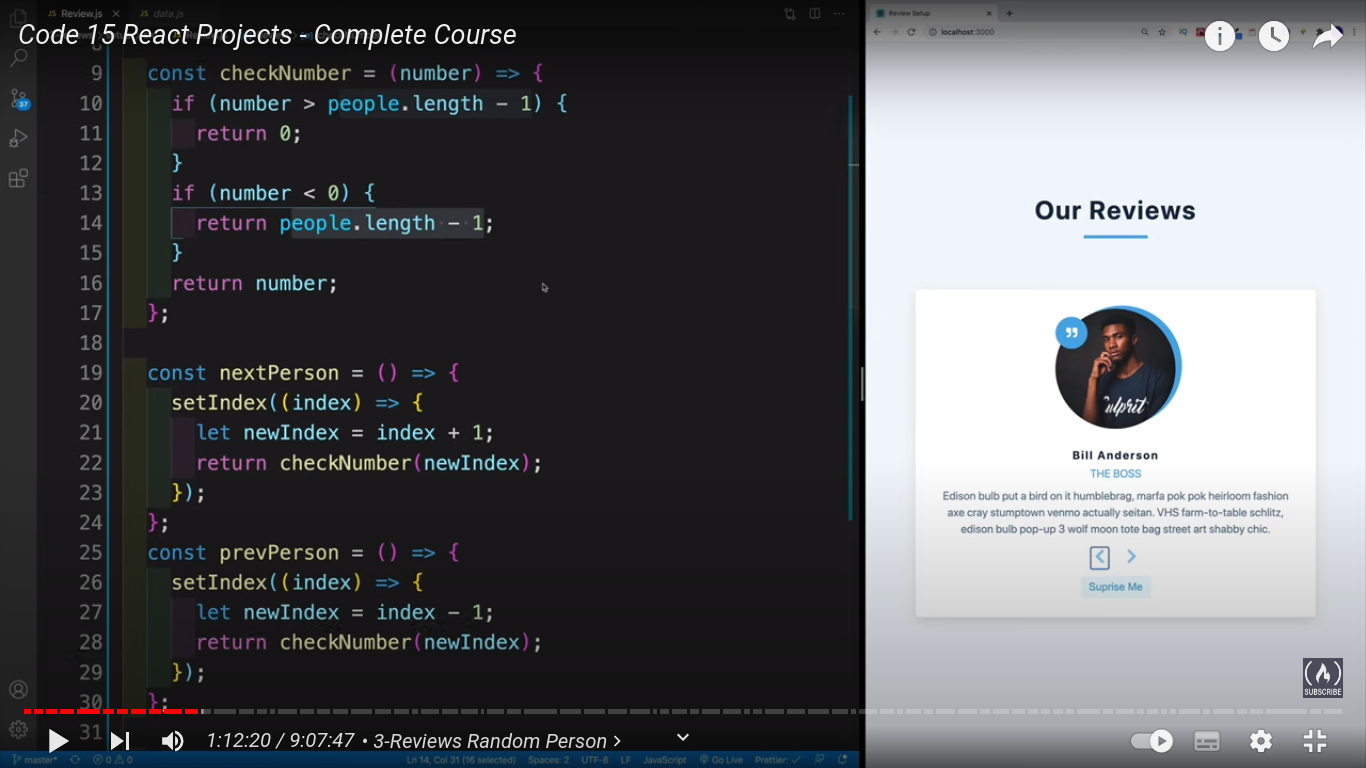 Review.js
data.js
Code 15 React Projects - Complete Course
Review Setup
localhost:3000
37
9 const checkNumber = (number) => {
10 if (number > people.length - 1) {
11 return 0;
12 }
13 if (number < 0) {
14 return people.length - 1;
15 }
16 return number;
17 };
18
19 const nextPerson = () => {
20 setIndex((index) => {
21 let newIndex = index + 1;
22 return checkNumber(newIndex);
23 });
24 };
25 const prevPerson = () => {
26 setIndex((index) => {
27 let newIndex = index - 1;
28 return checkNumber(newIndex);
29 });
30 };
31
Our Reviews
Culprit
Bill Anderson
THE BOSS
Edison bulb put a bird on it humblebrag, marfa pok pok heirloom fashion
axe cray stumptown venmo actually seitan. VHS farm-to-table schlitz,
edison bulb pop-up 3 wolf moon tote bag street art shabby chic.
Suprise Me
SUBSCRIBE
1:12:20 / 9:07:47 • 3-Reviews Random Person >
master* 0 0 Ln 14, Col 31 (16 selected) Spaces: 2 UTF-8 LF JavaScript Go Live Prettier: ✓